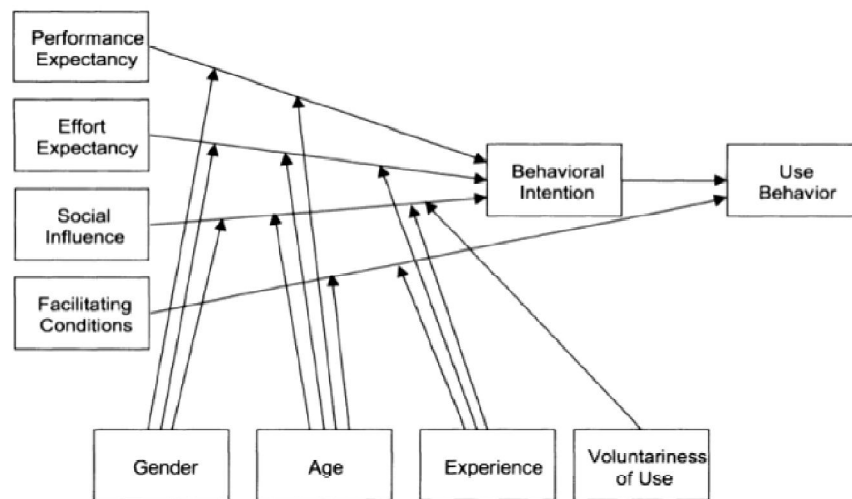 Performance
Expectancy
Effort
Expectancy
Social
Influence
Facilitating
Conditions
Behavioral
Intention
Use
Behavior
Gender
Age
Experience
Voluntariness
of Use